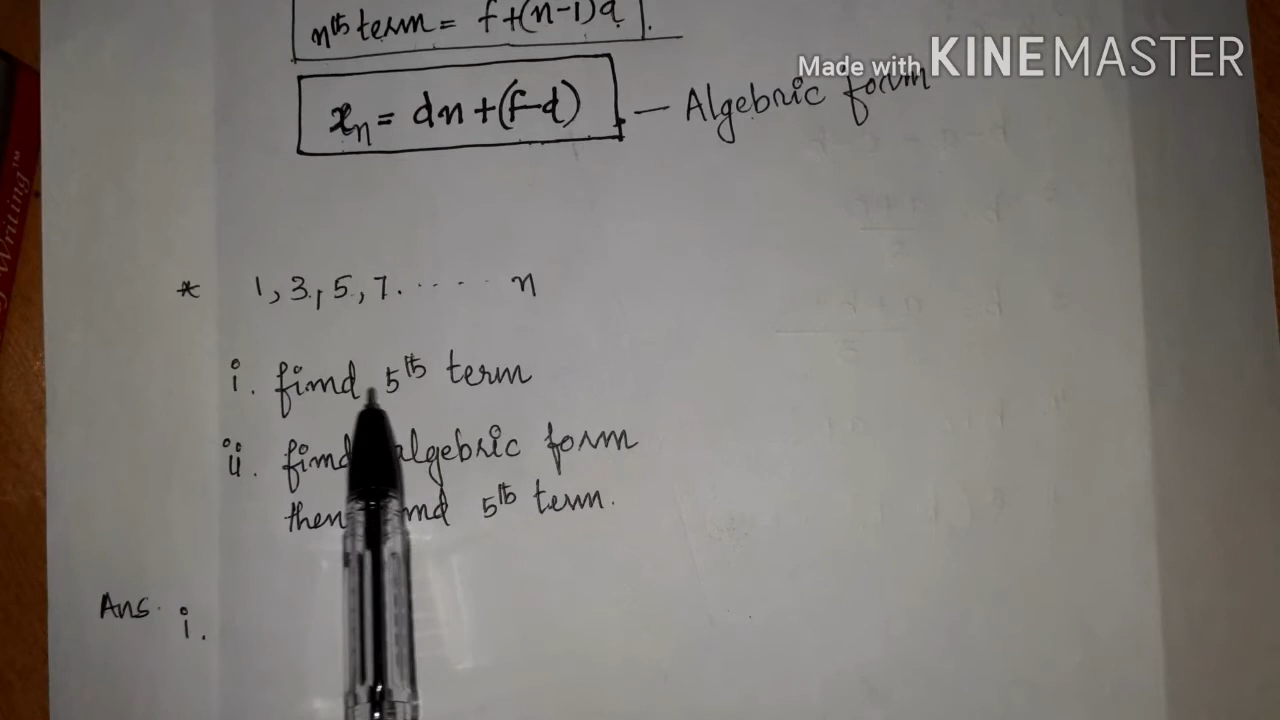 nth term = f+(n-1)d
Made with KINEMASTER
xn = dn+(f-d) — Algebric form
* 1, 3, 5, 7. ..... n
i. find 5th term
ii. find algebric form
then find 5th term.
Ans. i.
Writing™